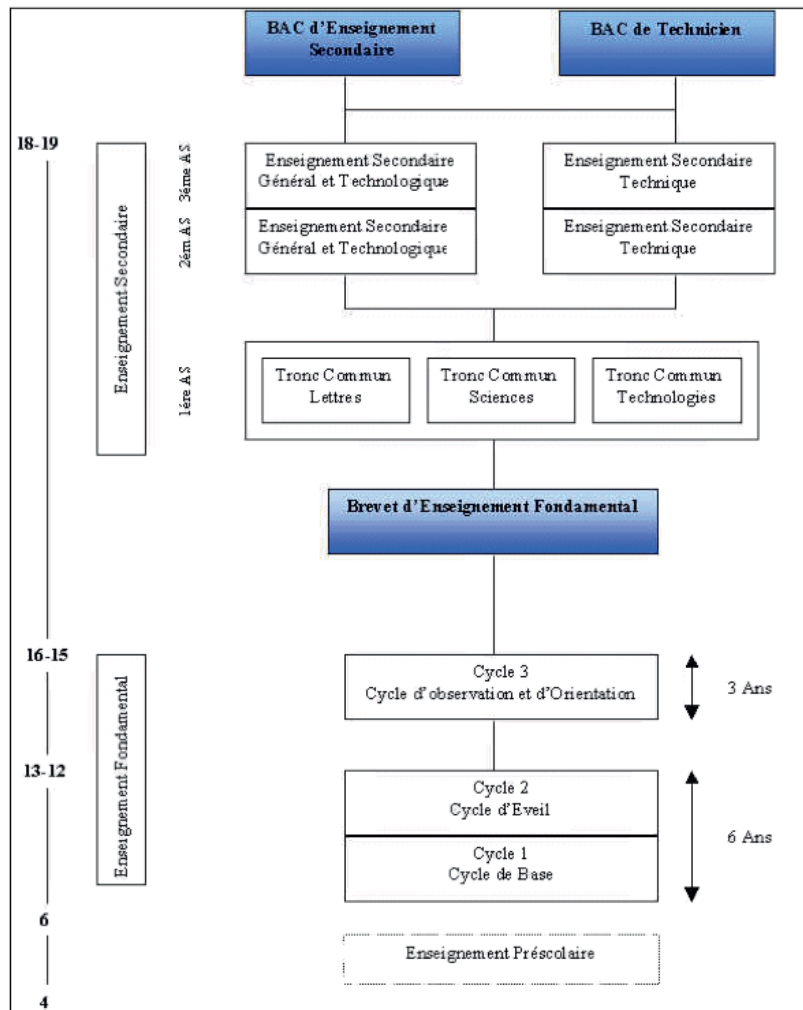 BAC d'Enseignement
Secondaire
BAC de Technicien
18-19
Enseignement Secondaire
3éme AS
Enseignement Secondaire
Général et Technologique
Enseignement Secondaire
Technique
2ém AS
Enseignement Secondaire
Général et Technologique
Enseignement Secondaire
Technique
1ére AS
Tronc Commun
Lettres
Tronc Commun
Sciences
Tronc Commun
Technologies
Brevet d'Enseignement Fondamental
16-15
Enseignement Fondamental
Cycle 3
Cycle d'observation et d'Orientation
3 Ans
13-12
Cycle 2
Cycle d'Eveil
6 Ans
Cycle 1
Cycle de Base
6
Enseignement Préscolaire
4